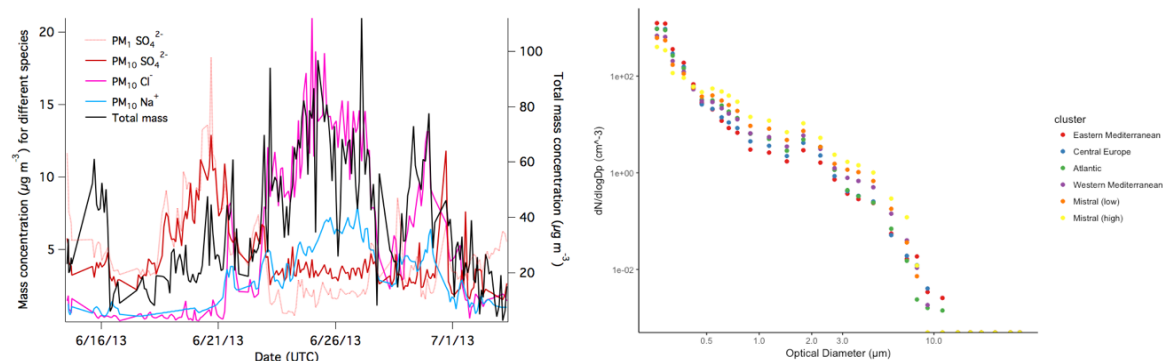 Mass concentration (µg m⁻³) for different species
20
15
10
5
PM₁ SO₄²⁻
PM₁₀ SO₄²⁻
PM₁₀ Cl⁻
PM₁₀ Na⁺
Total mass
100
80
60
40
20
Total mass concentration (µg m⁻³)
6/16/13 6/21/13 6/26/13 7/1/13
Date (UTC)
dN/dlogDp (cm^-3)
1e+02
1e+00
1e-02
0.5 1.0 2.0 3.0 10.0
Optical Diameter (µm)
cluster
Eastern Mediterranean
Central Europe
Atlantic
Western Mediterranean
Mistral (low)
Mistral (high)